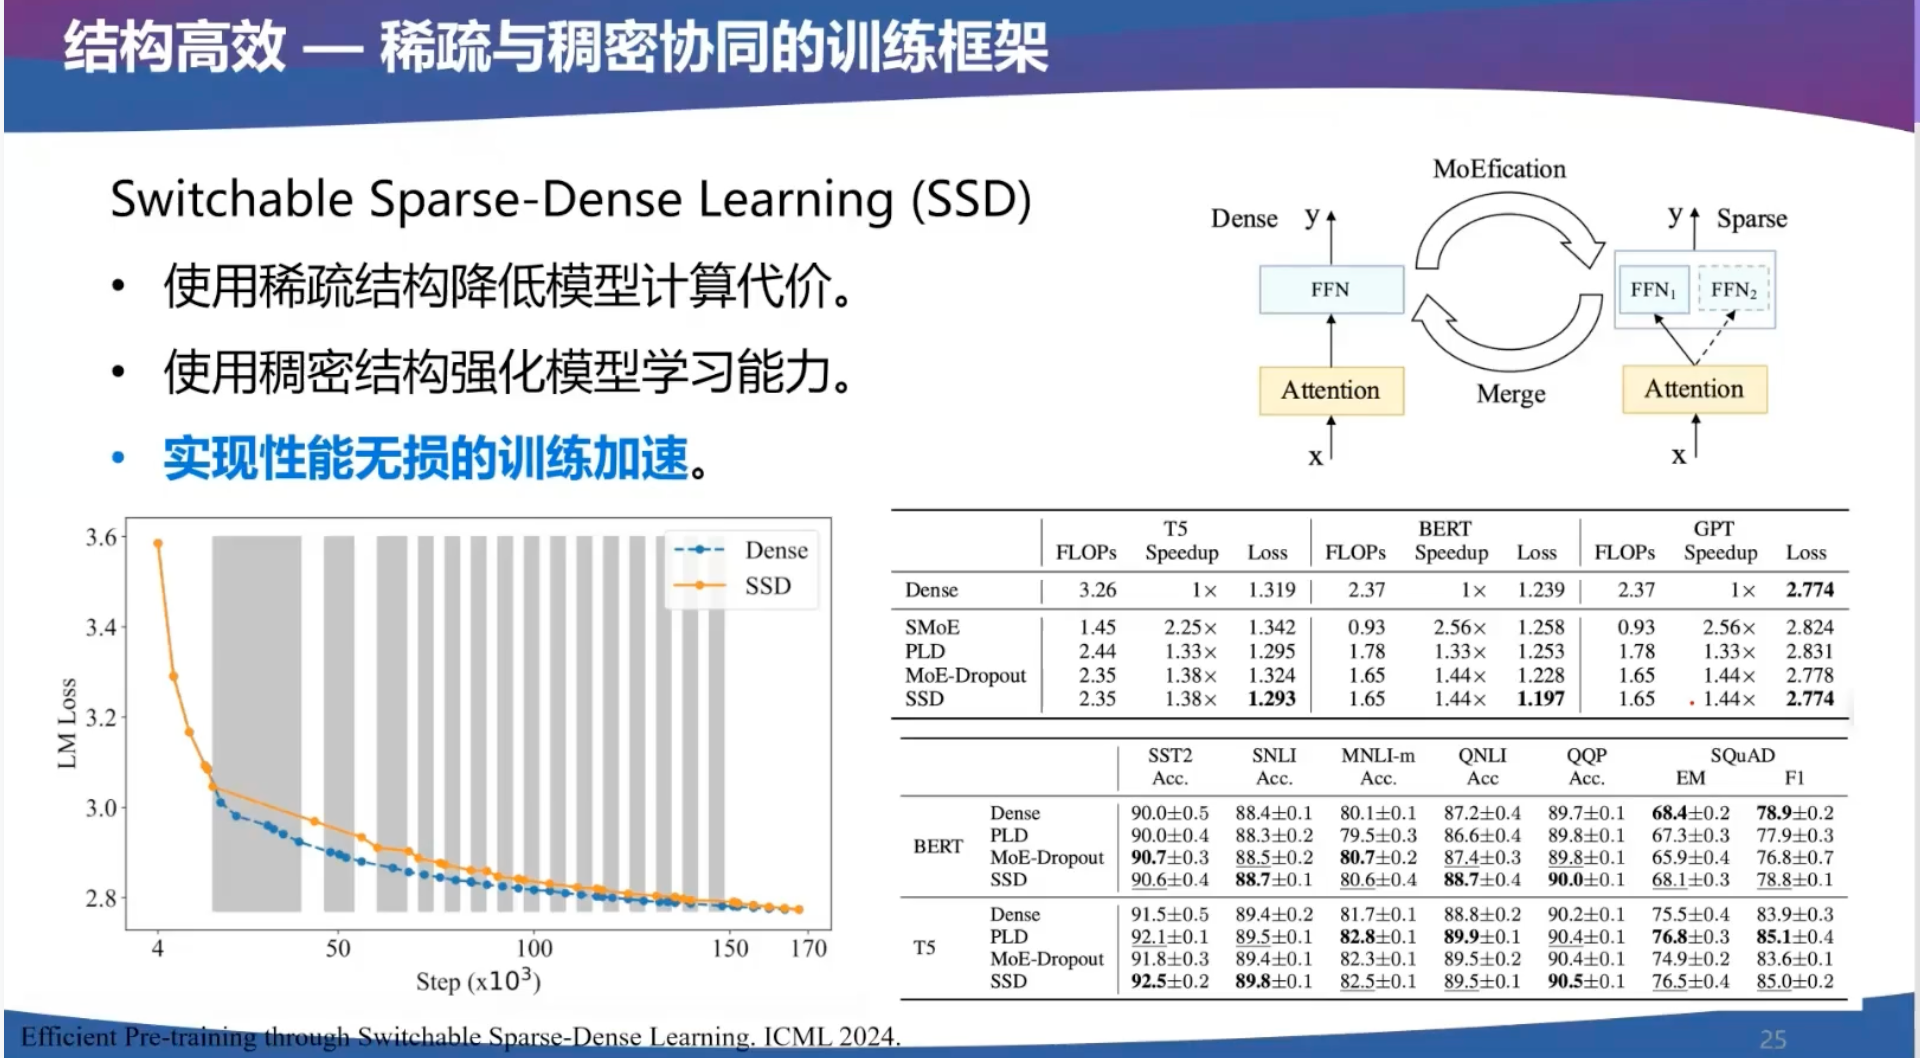 结构高效 — 稀疏与稠密协同的训练框架
Switchable Sparse-Dense Learning (SSD)
• 使用稀疏结构降低模型计算代价。
• 使用稠密结构强化模型学习能力。
• 实现性能无损的训练加速。
MoEfication
Dense y
y Sparse
FFN
FFN₁ FFN₂
Merge
Attention
Attention
x
x
3.6
3.4
3.2
3.0
2.8
LM Loss
Dense
SSD
4 50 100 150 170
Step (x10³)
T5 BERT GPT
FLOPs Speedup Loss FLOPs Speedup Loss FLOPs Speedup Loss
Dense 3.26 1× 1.319 2.37 1× 1.239 2.37 1× 2.774
SMoE 1.45 2.25× 1.342 0.93 2.56× 1.258 0.93 2.56× 2.824
PLD 2.44 1.33× 1.295 1.78 1.33× 1.253 1.78 1.33× 2.831
MoE-Dropout 2.35 1.38× 1.324 1.65 1.44× 1.228 1.65 1.44× 2.778
SSD 2.35 1.38× 1.293 1.65 1.44× 1.197 1.65 1.44× 2.774
SST2 SNLI MNLI-m QNLI QQP SQuAD
Acc. Acc. Acc. Acc Acc. EM F1
BERT
Dense 90.0±0.5 88.4±0.1 80.1±0.1 87.2±0.4 89.7±0.1 68.4±0.2 78.9±0.2
PLD 90.0±0.4 88.3±0.2 79.5±0.3 86.6±0.4 89.8±0.1 67.3±0.3 77.9±0.3
MoE-Dropout 90.7±0.3 88.5±0.2 80.7±0.2 87.4±0.3 89.8±0.1 65.9±0.4 76.8±0.7
SSD 90.6±0.4 88.7±0.1 80.6±0.4 88.7±0.4 90.0±0.1 68.1±0.3 78.8±0.1
T5
Dense 91.5±0.5 89.4±0.2 81.7±0.1 88.8±0.2 90.2±0.1 75.5±0.4 83.9±0.3
PLD 92.1±0.1 89.5±0.1 82.8±0.1 89.9±0.1 90.4±0.1 76.8±0.3 85.1±0.4
MoE-Dropout 91.8±0.3 89.4±0.1 82.3±0.1 89.5±0.2 90.4±0.1 74.9±0.2 83.6±0.1
SSD 92.5±0.2 89.8±0.1 82.5±0.1 89.5±0.1 90.5±0.1 76.5±0.4 85.0±0.2
Efficient Pre-training through Switchable Sparse-Dense Learning. ICML 2024.
25